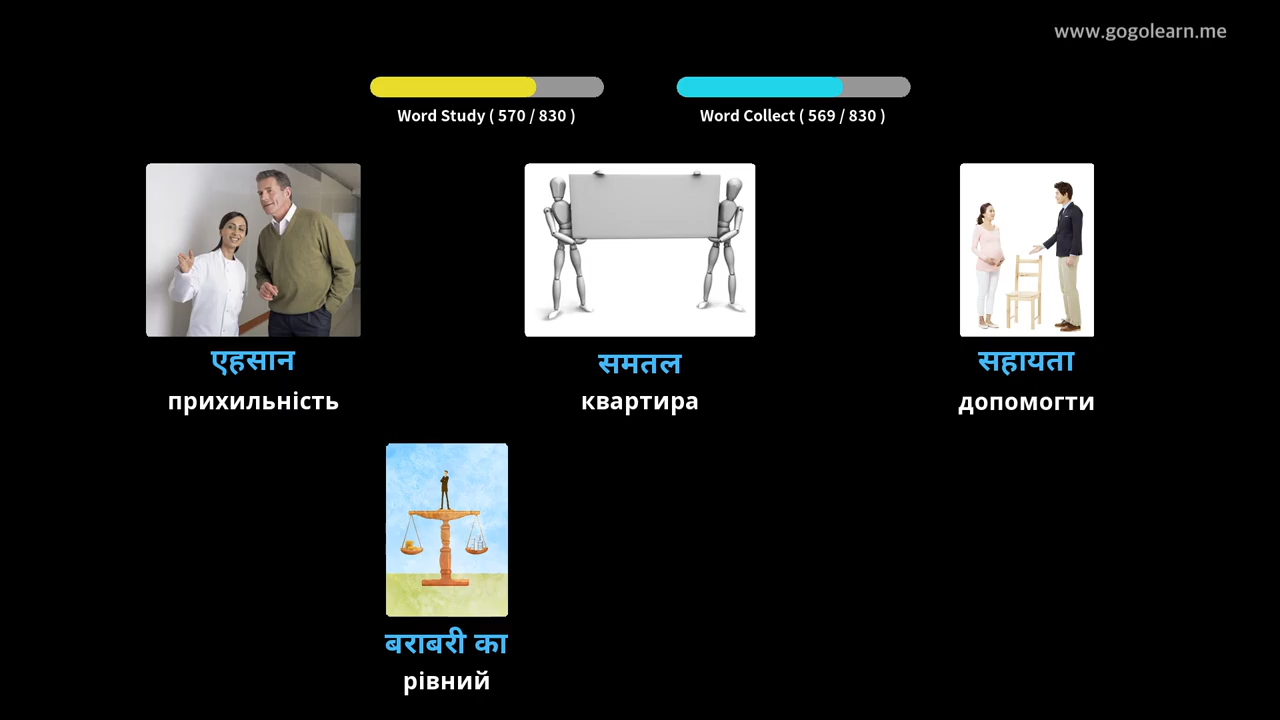 www.gogolearn.me
Word Study ( 570 / 830 )
Word Collect ( 569 / 830 )
एहसान
समतल
सहायता
прихильність
квартира
допомогти
बराबरी का
рівний